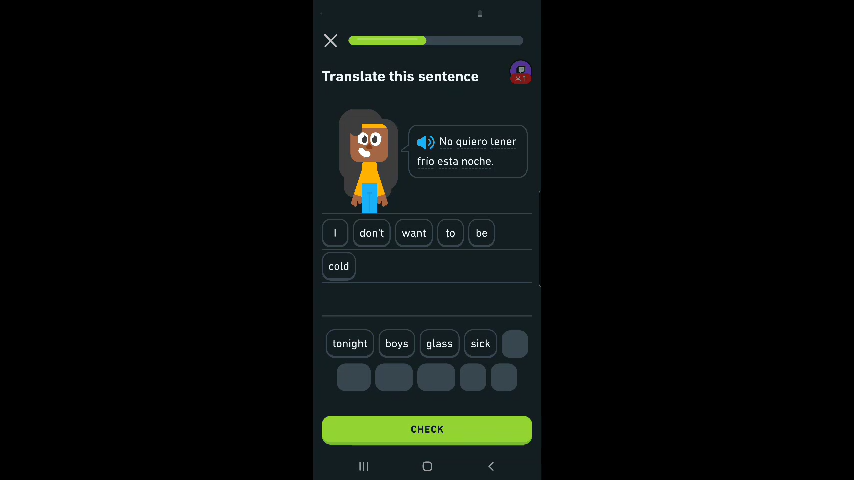 Translate this sentence
No quiero tener
frío esta noche.
I don't want to be
cold
tonight boys glass sick
CHECK